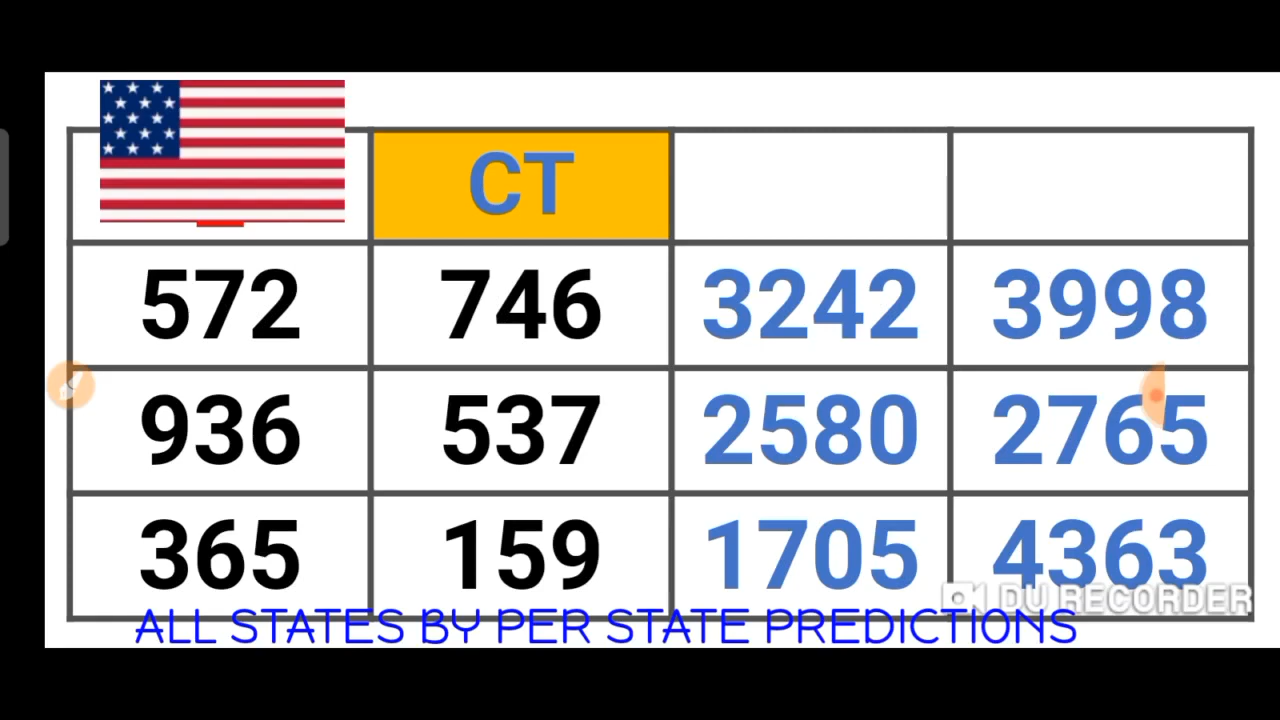 CT
572 746 3242 3998
936 537 2580 2765
365 159 1705 4363
DU RECORDER
ALL STATES BY PER STATE PREDICTIONS